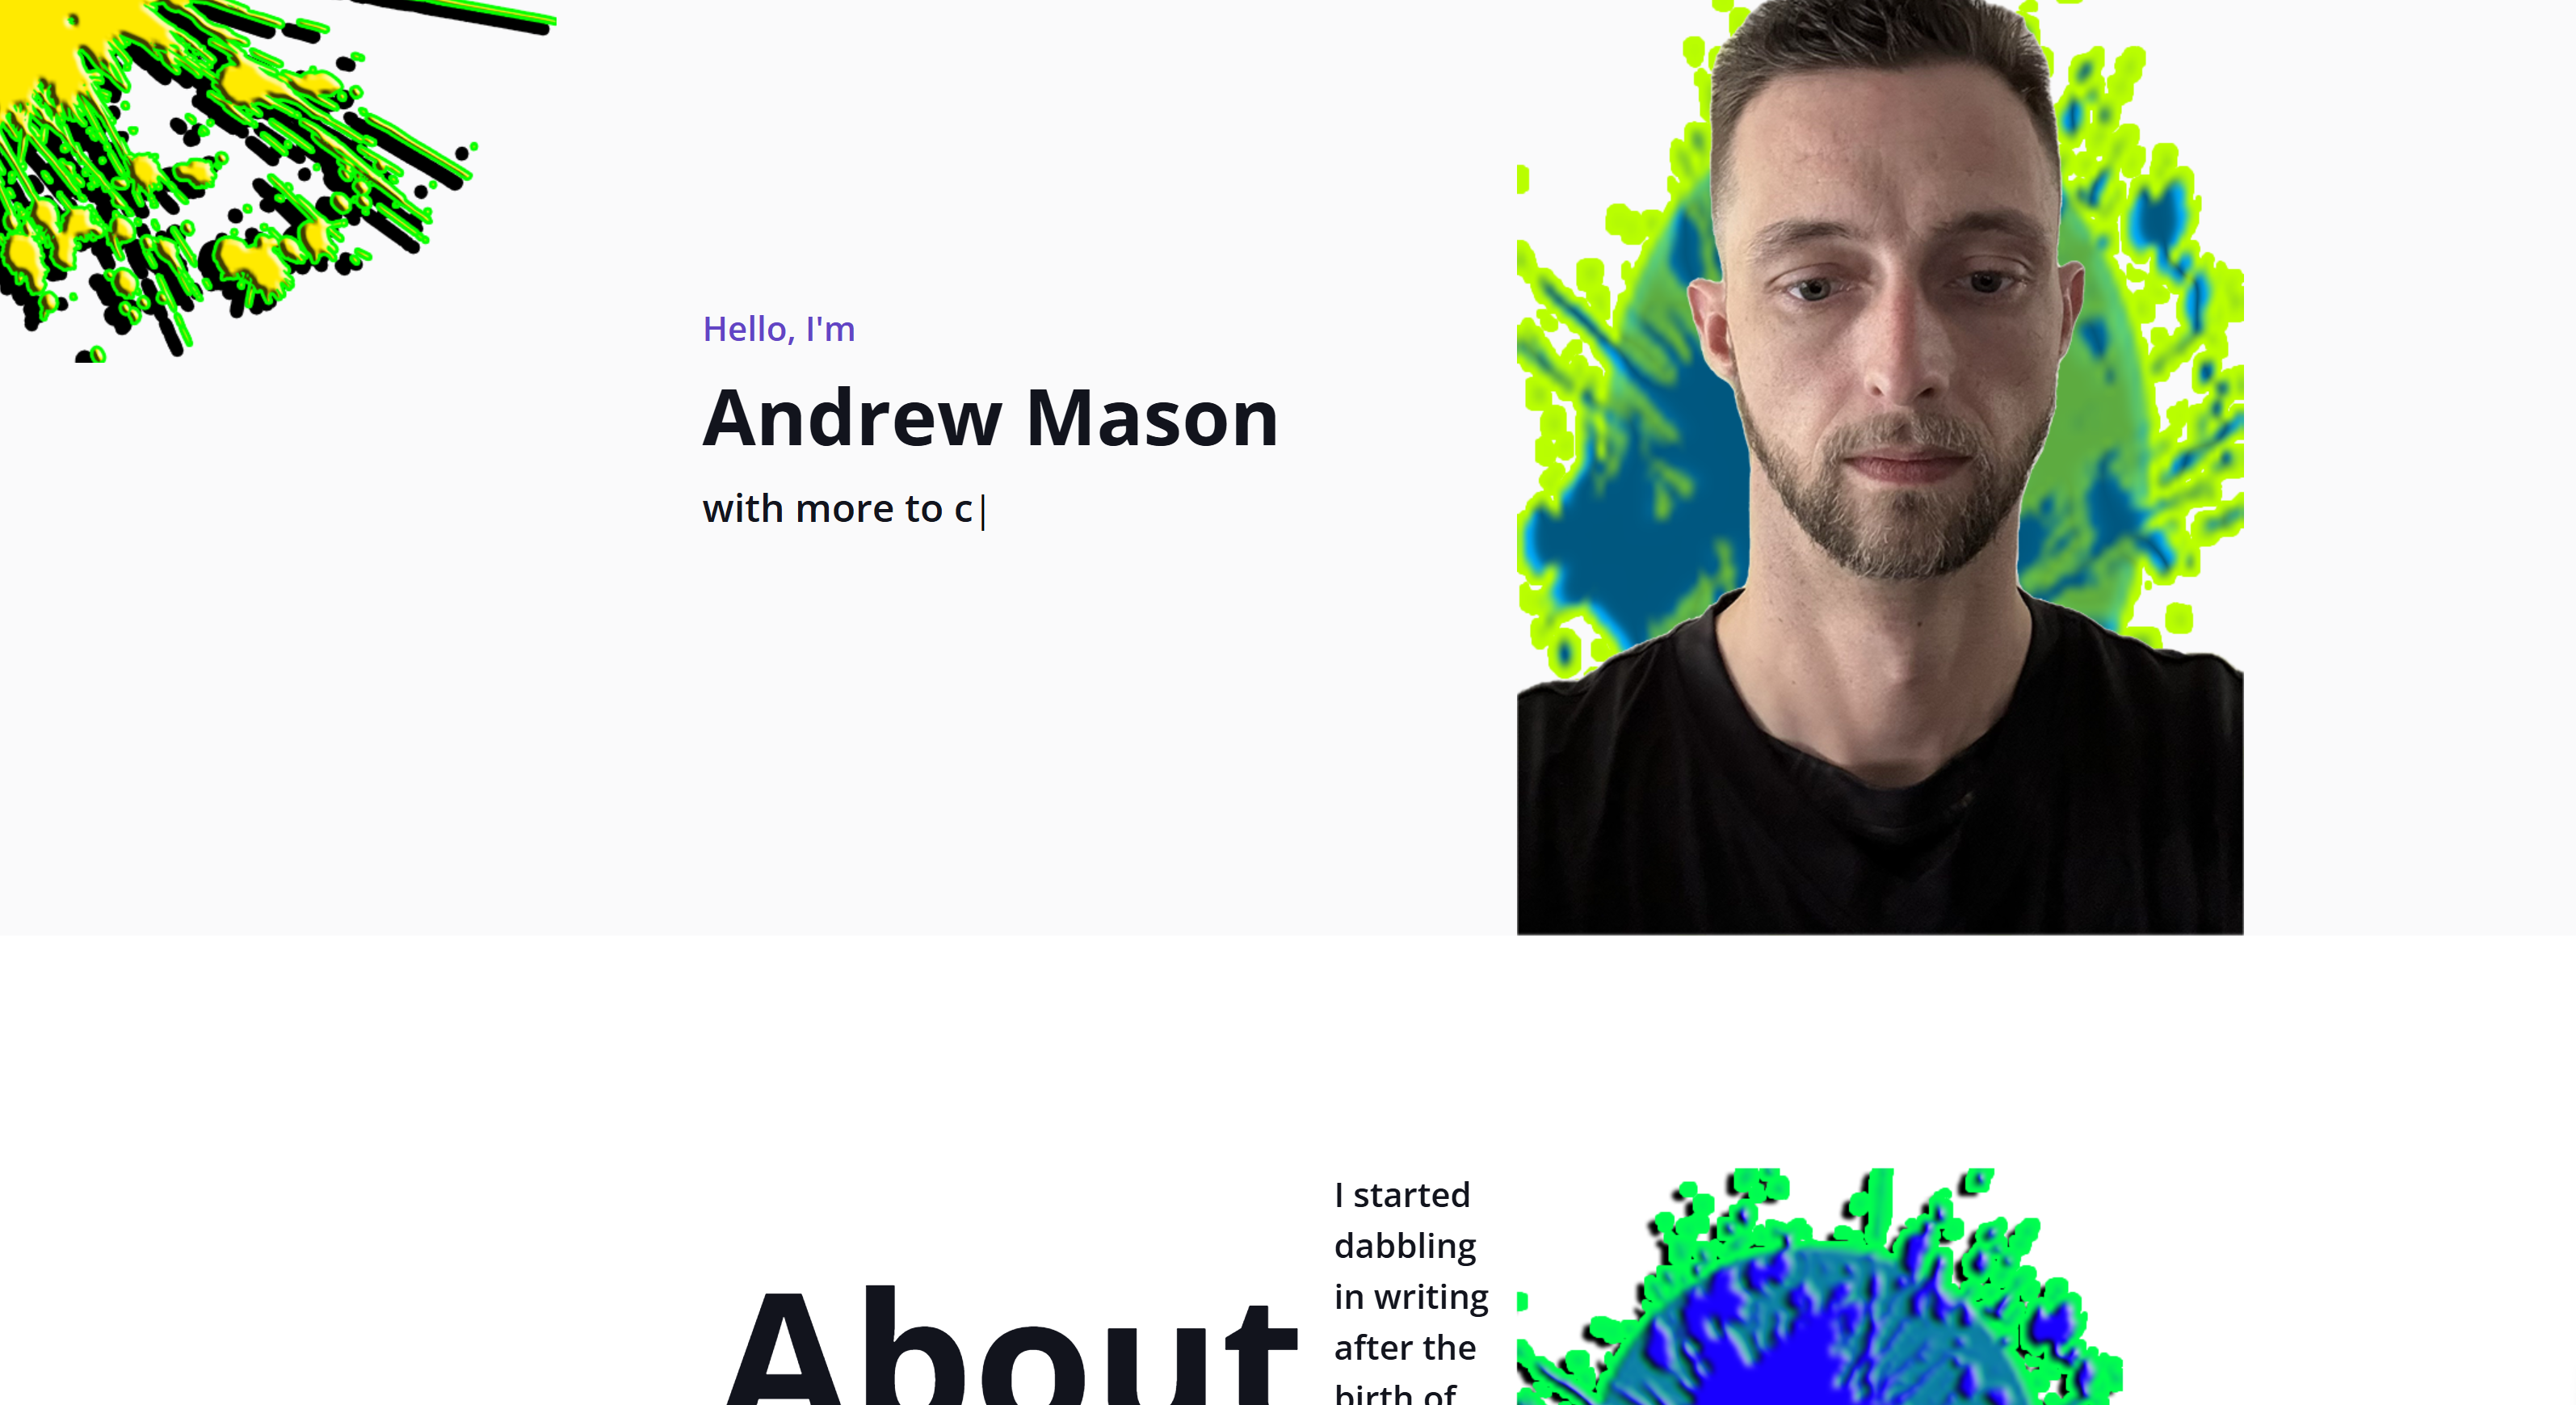 Hello, I'm
Andrew Mason
with more to c|
About
I started
dabbling
in writing
after the
birth of